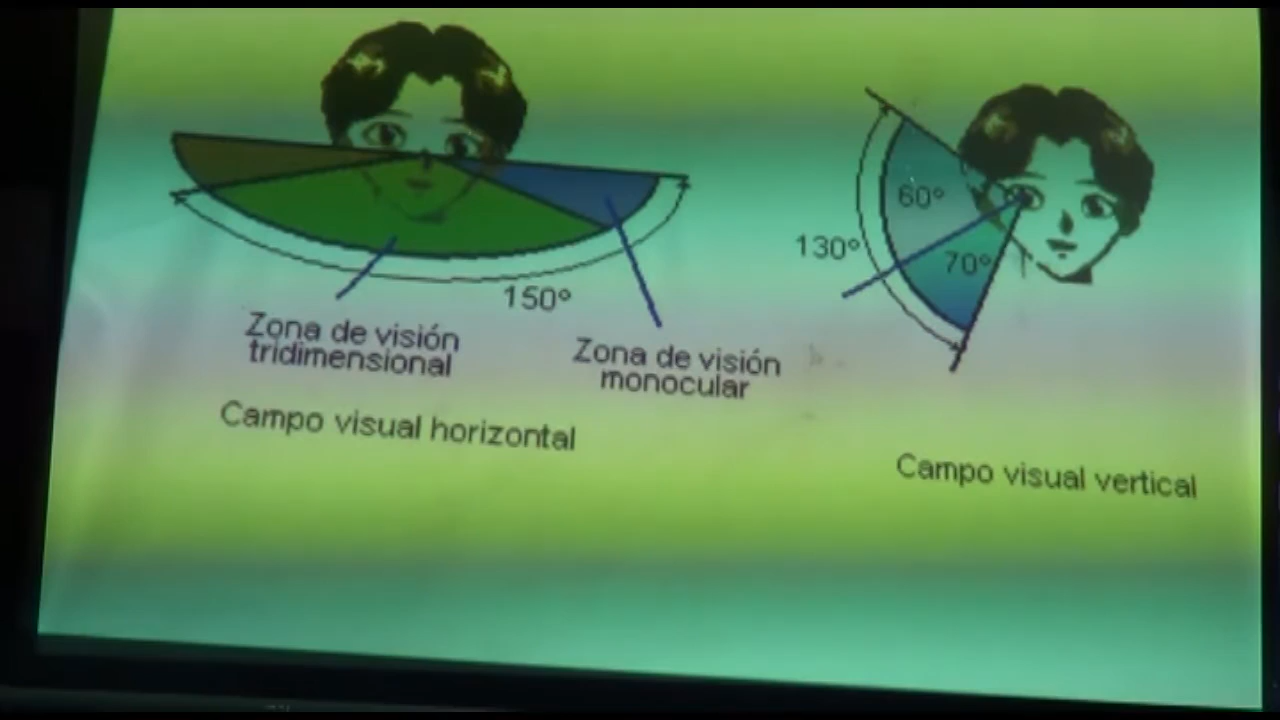 150°
Zona de visión
tridimensional
Zona de visión
monocular
Campo visual horizontal
60°
130°
70°
Campo visual vertical